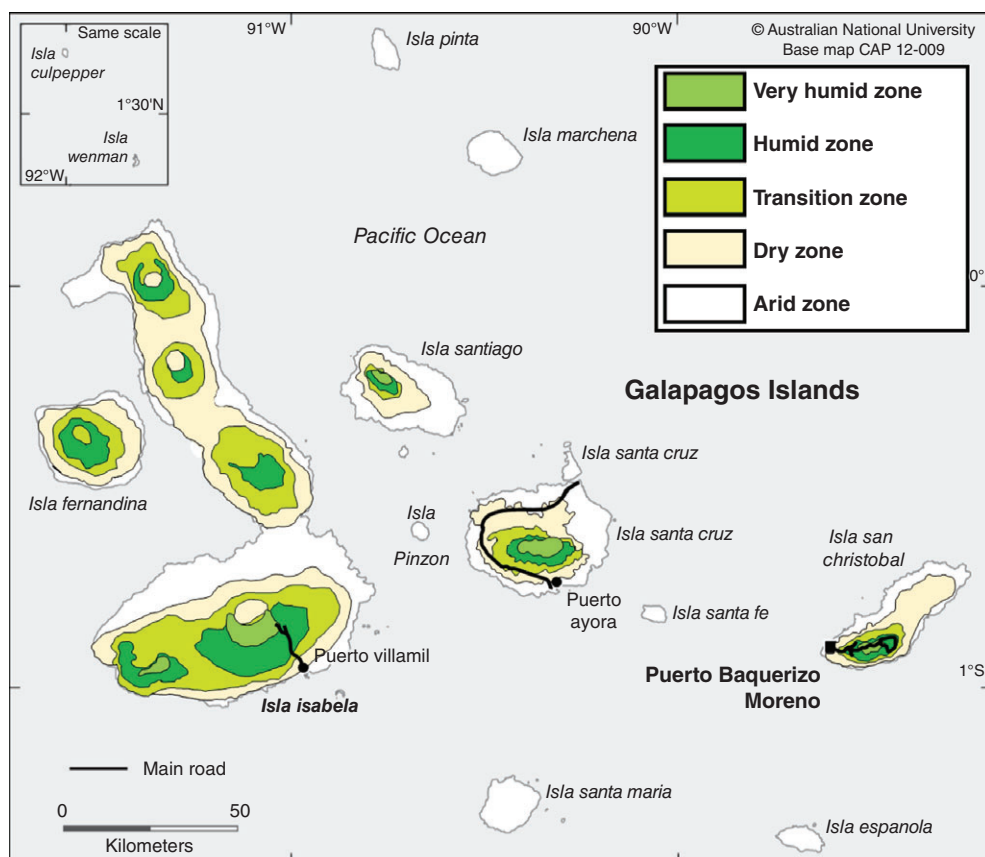 Same scale
Isla
culpepper
1°30'N
Isla
wenman
92°W
91°W
90°W
© Australian National University
Base map CAP 12-009
Isla pinta
Isla marchena
Very humid zone
Humid zone
Transition zone
Dry zone
Arid zone
Pacific Ocean
0°
Isla santiago
Galapagos Islands
Isla santa cruz
Isla fernandina
Isla
Pinzon
Isla santa cruz
Isla san
christobal
Puerto
ayora
Isla santa fe
Puerto villamil
Puerto Baquerizo
Moreno
1°S
Isla isabela
Main road
Isla santa maria
0
50
Kilometers
Isla espanola